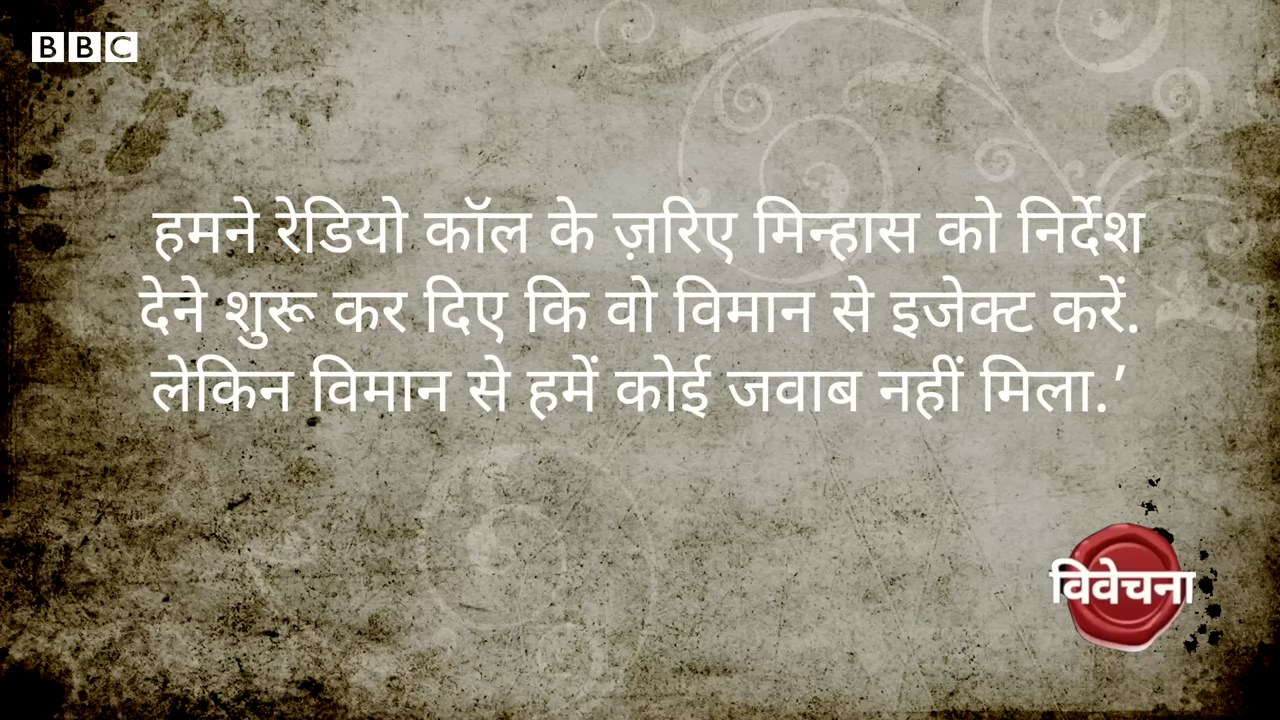 BBC
हमने रेडियो कॉल के ज़रिए मिन्हास को निर्देश
देने शुरू कर दिए कि वो विमान से इजेक्ट करें.
लेकिन विमान से हमें कोई जवाब नहीं मिला.’
विवेचना